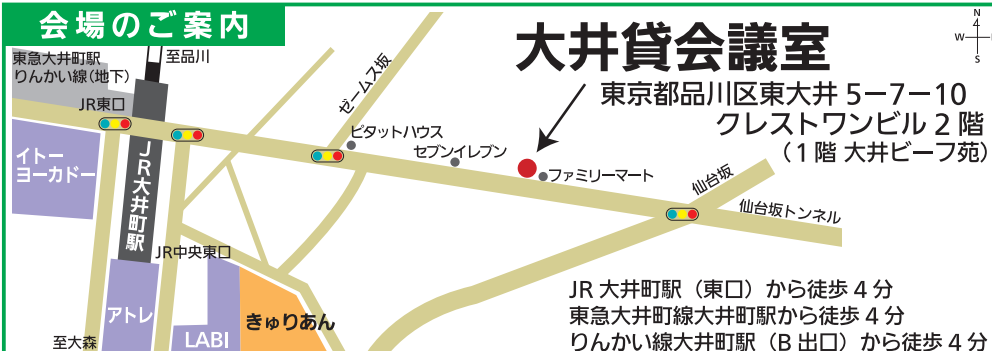 会場のご案内
大井貸会議室
東京都品川区東大井 5-7-10
クレストワンビル 2 階
(1 階 大井ビーフ苑)
N
W
S
東急大井町駅
りんかい線(地下)
至品川
JR東口
ゼームス坂
ピタットハウス
セブンイレブン
ファミリーマート
仙台坂
仙台坂トンネル
イトー
ヨーカドー
JR大井町駅
JR中央東口
アトレ
LABI
きゅりあん
至大森
JR 大井町駅(東口)から徒歩 4 分
東急大井町線大井町駅から徒歩 4 分
りんかい線大井町駅(B 出口)から徒歩 4 分